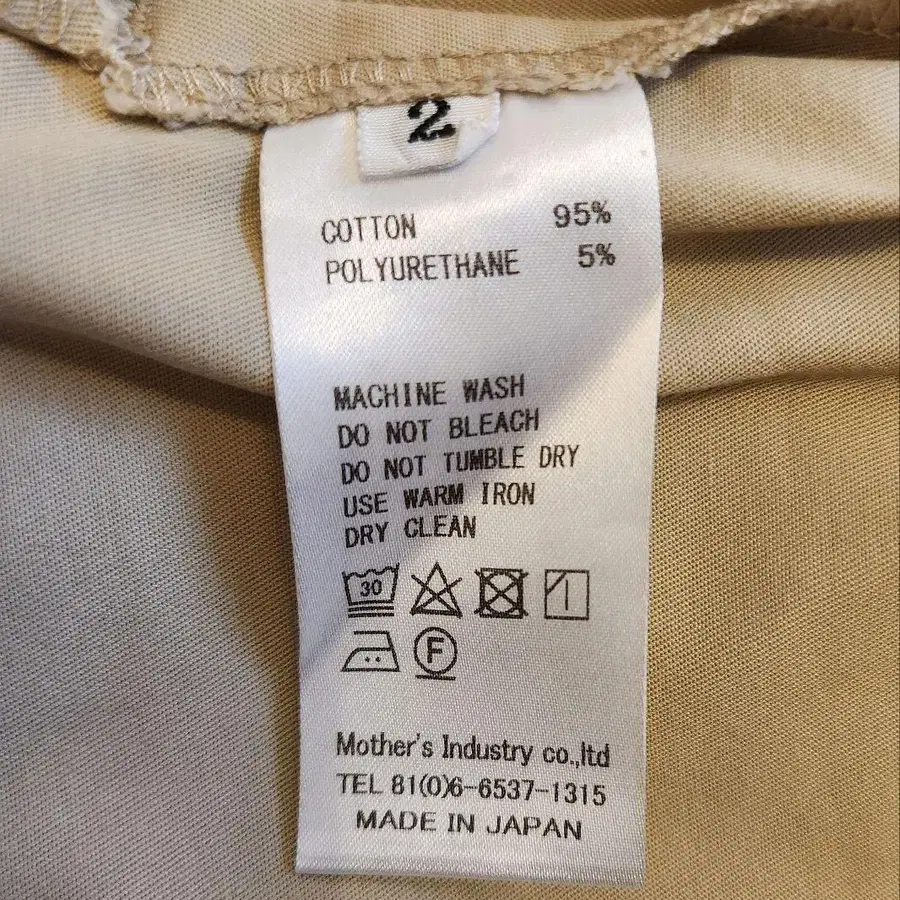 2
COTTON 95%
POLYURETHANE 5%
MACHINE WASH
DO NOT BLEACH
DO NOT TUMBLE DRY
USE WARM IRON
DRY CLEAN
30
F
Mother's Industry co.,ltd
TEL 81(0)6-6537-1315
MADE IN JAPAN